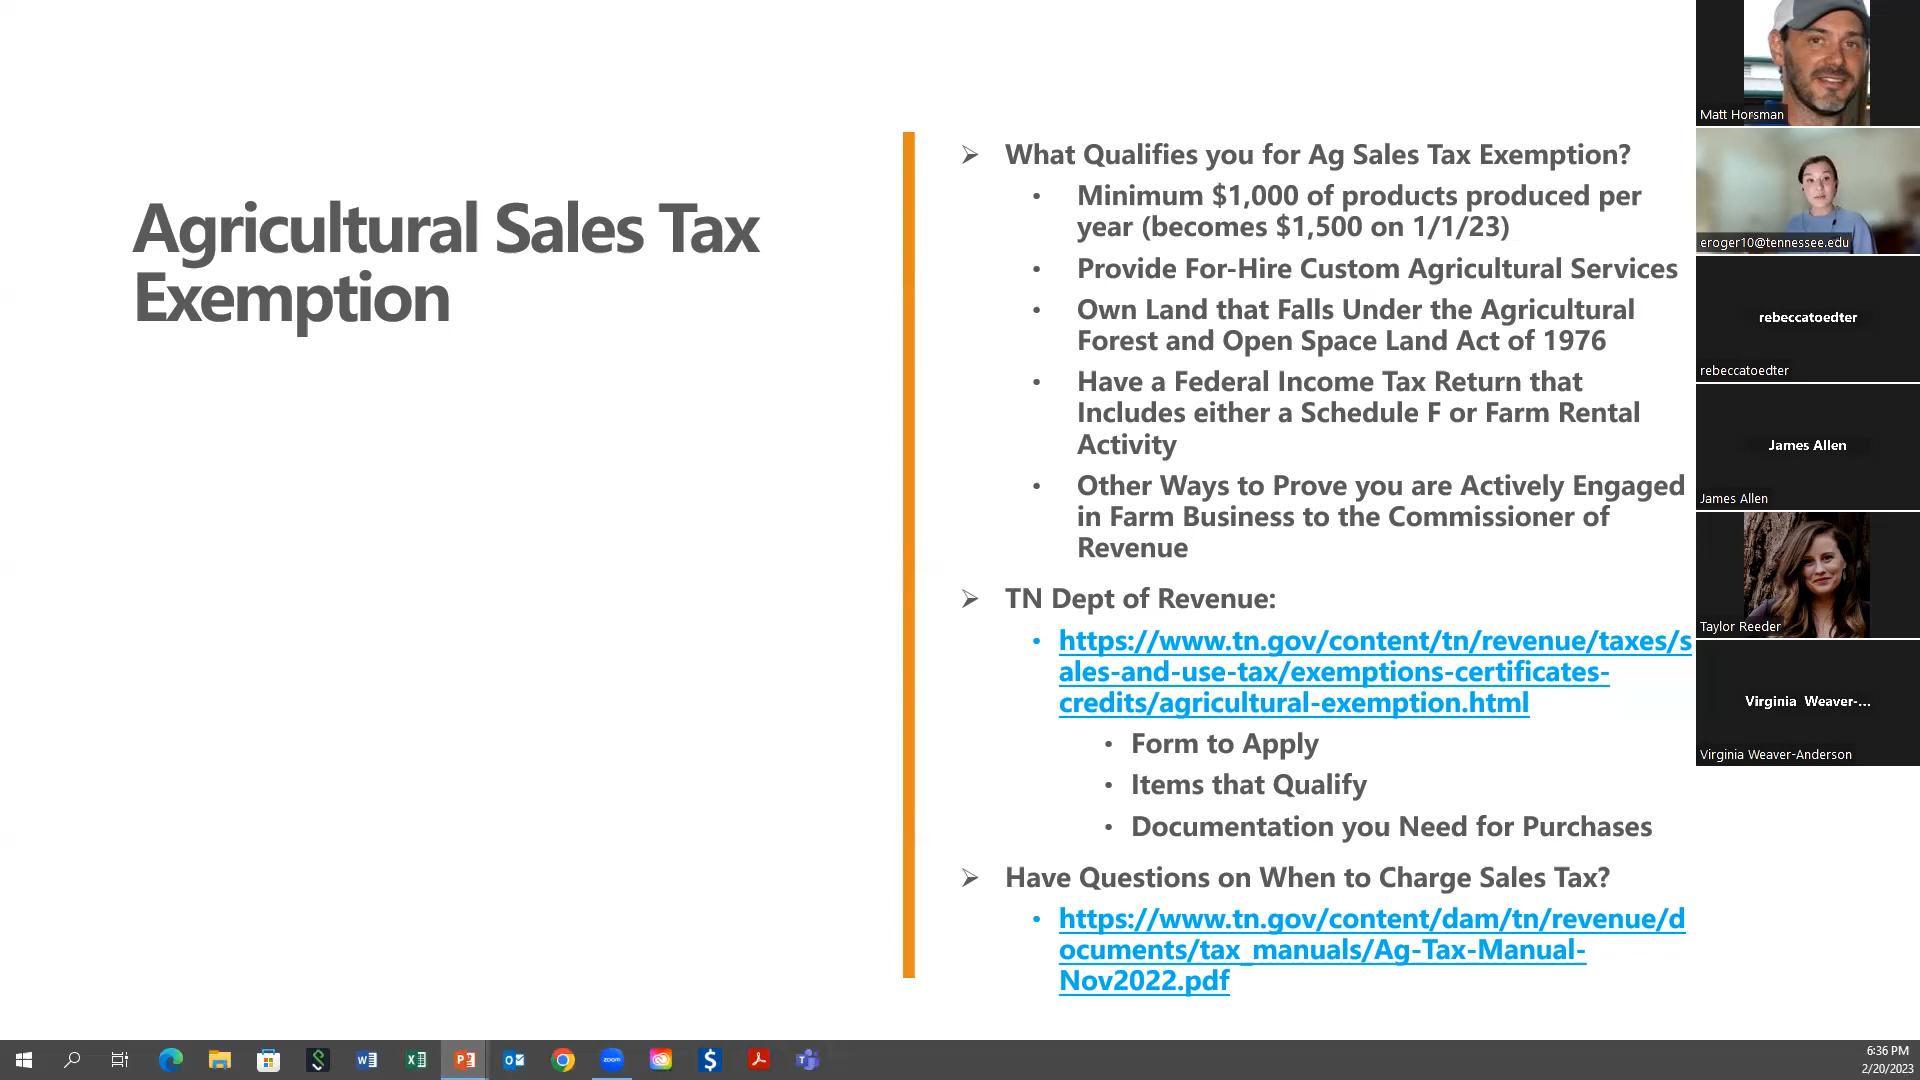 Agricultural Sales Tax
Exemption
What Qualifies you for Ag Sales Tax Exemption?
Minimum $1,000 of products produced per
year (becomes $1,500 on 1/1/23)
Provide For-Hire Custom Agricultural Services
Own Land that Falls Under the Agricultural
Forest and Open Space Land Act of 1976
Have a Federal Income Tax Return that
Includes either a Schedule F or Farm Rental
Activity
Other Ways to Prove you are Actively Engaged
in Farm Business to the Commissioner of
Revenue
TN Dept of Revenue:
https://www.tn.gov/content/tn/revenue/taxes/s
ales-and-use-tax/exemptions-certificates-
credits/agricultural-exemption.html
Form to Apply
Items that Qualify
Documentation you Need for Purchases
Have Questions on When to Charge Sales Tax?
https://www.tn.gov/content/dam/tn/revenue/d
ocuments/tax_manuals/Ag-Tax-Manual-
Nov2022.pdf
Matt Horsman
eroger10@tennessee.edu
rebeccatoedter
rebeccatoedter
James Allen
James Allen
Taylor Reeder
Virginia Weaver-...
Virginia Weaver-Anderson
zoom
6:36 PM
2/20/2023